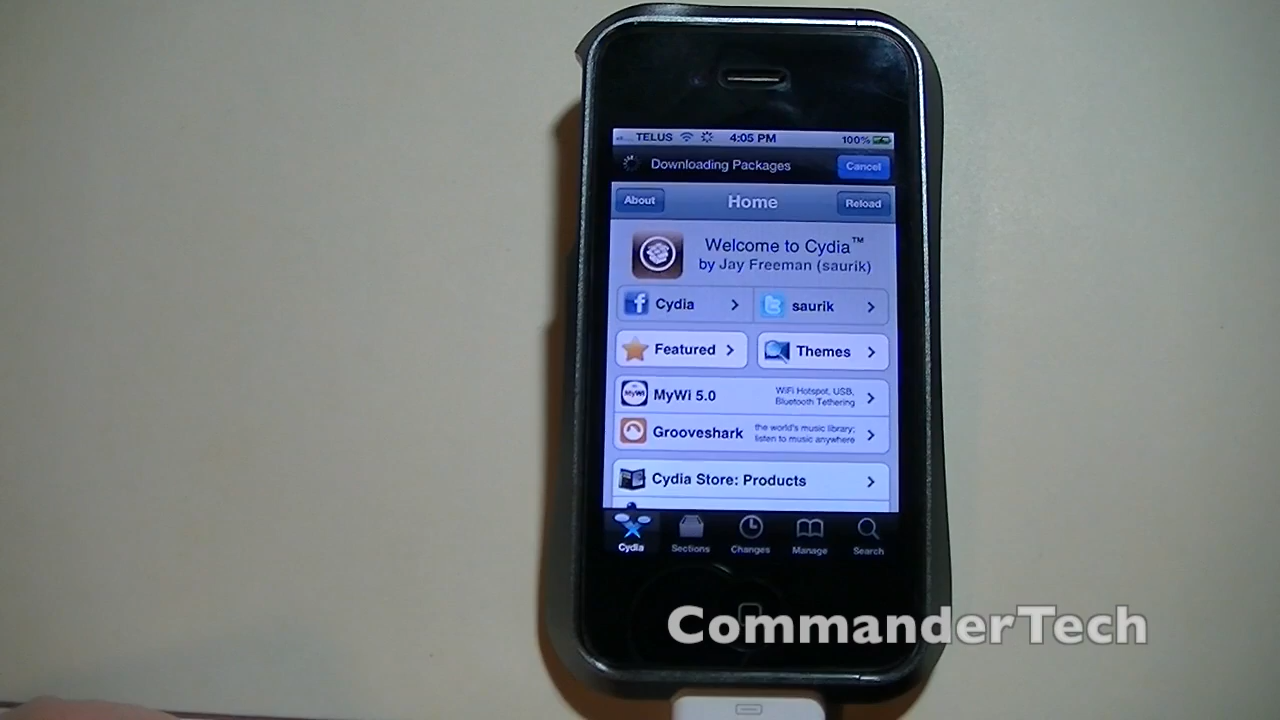 TELUS 4:05 PM 100%
Downloading Packages Cancel
About Home Reload
Welcome to Cydia™
by Jay Freeman (saurik)
Cydia saurik
Featured Themes
MyWi
MyWi 5.0 WiFi Hotspot, USB,
Bluetooth Tethering
Grooveshark the world's music library;
listen to music anywhere
Cydia Store: Products
Cydia Sections Changes Manage Search
CommanderTech